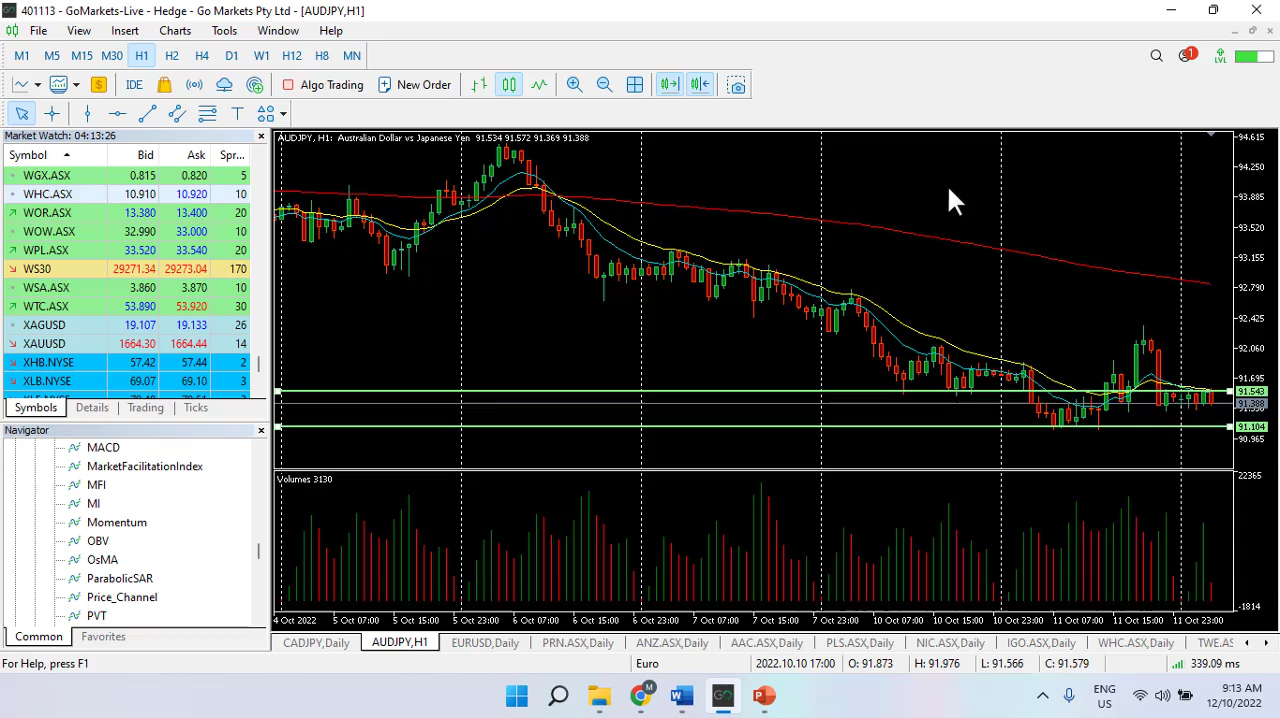 401113 - GoMarkets-Live - Hedge - Go Markets Pty Ltd - [AUDJPY,H1]
File View Insert Charts Tools Window Help
M1 M5 M15 M30 H1 H2 H4 D1 W1 H12 H8 MN
1 LVL
IDE Algo Trading New Order
Market Watch: 04:13:26
Symbol Bid Ask Spr...
WGX.ASX 0.815 0.820 5
WHC.ASX 10.910 10.920 10
WOR.ASX 13.380 13.400 20
WOW.ASX 32.990 33.000 10
WPL.ASX 33.520 33.540 20
WS30 29271.34 29273.04 170
WSA.ASX 3.860 3.870 10
WTC.ASX 53.890 53.920 30
XAGUSD 19.107 19.133 26
XAUUSD 1664.30 1664.44 14
XHB.NYSE 57.42 57.44 2
XLB.NYSE 69.07 69.10 3
Symbols Details Trading Ticks
Navigator
MACD
MarketFacilitationIndex
MFI
MI
Momentum
OBV
OsMA
ParabolicSAR
Price_Channel
PVT
Common Favorites
AUDJPY, H1: Australian Dollar vs Japanese Yen 91.534 91.572 91.369 91.388
94.615
94.250
93.885
93.520
93.155
92.790
92.425
92.060
91.695
91.543
91.388
91.104
90.965
Volumes 3130
22365
-1814
4 Oct 2022 5 Oct 07:00 5 Oct 15:00 5 Oct 23:00 6 Oct 07:00 6 Oct 15:00 6 Oct 23:00 7 Oct 07:00 7 Oct 15:00 7 Oct 23:00 10 Oct 07:00 10 Oct 15:00 10 Oct 23:00 11 Oct 07:00 11 Oct 15:00 11 Oct 23:00
CADJPY,Daily AUDJPY,H1 EURUSD,Daily PRN.ASX,Daily ANZ.ASX,Daily AAC.ASX,Daily PLS.ASX,Daily NIC.ASX,Daily IGO.ASX,Daily WHC.ASX,Daily TWE.AS
For Help, press F1 Euro 2022.10.10 17:00 O: 91.873 H: 91.976 L: 91.566 C: 91.579 339.09 ms
M GO
ENG
US
9:13 AM
12/10/2022